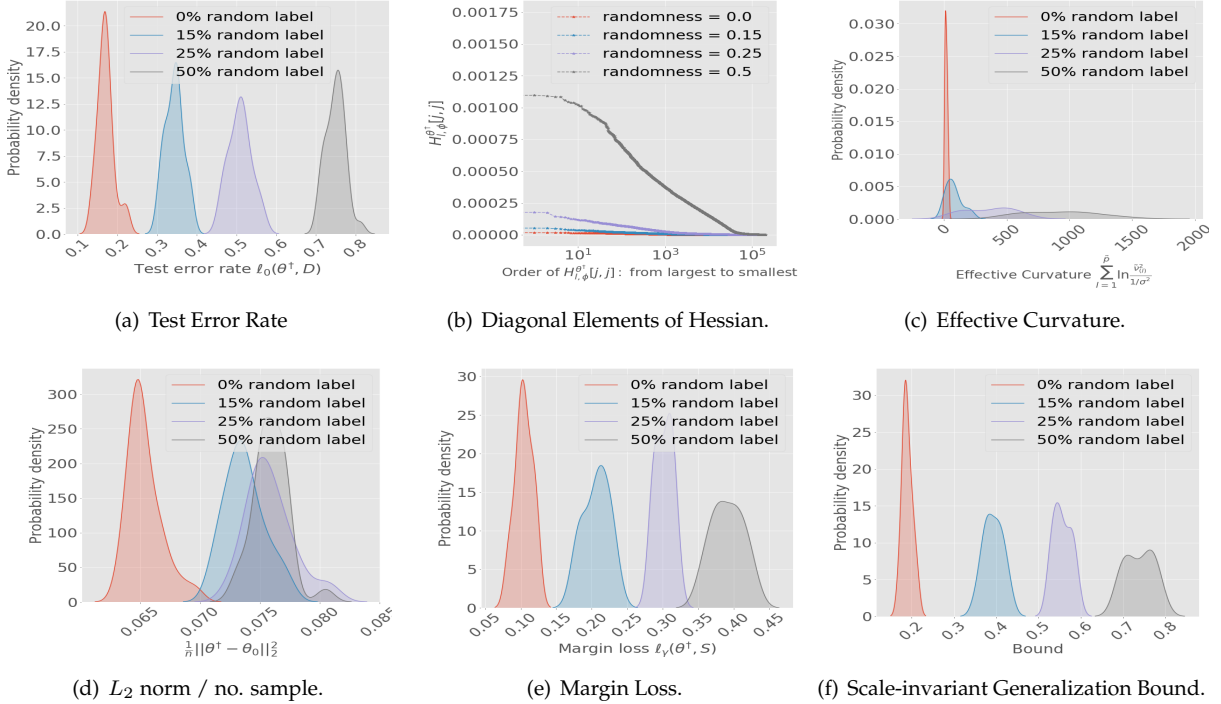 Probability density
20.0
17.5
15.0
12.5
10.0
7.5
5.0
2.5
0.0
0.1
0.2
0.3
0.4
0.5
0.6
0.7
0.8
0% random label
15% random label
25% random label
50% random label
Test error rate ℓ₀(θ†, D)
(a) Test Error Rate
H^{θ†}_{l,ϕ}[j, j]
0.00175
0.00150
0.00125
0.00100
0.00075
0.00050
0.00025
0.00000
10¹
10³
10⁵
randomness = 0.0
randomness = 0.15
randomness = 0.25
randomness = 0.5
Order of H^{θ†}_{l,ϕ}[j, j] : from largest to smallest
(b) Diagonal Elements of Hessian.
Probability density
0.030
0.025
0.020
0.015
0.010
0.005
0.000
0
500
1000
1500
2000
0% random label
15% random label
25% random label
50% random label
(c) Effective Curvature.
Probability density
300
250
200
150
100
50
0
0.065
0.070
0.075
0.080
0.085
0% random label
15% random label
25% random label
50% random label
1/n ||θ† − θ₀||²₂
(d) L₂ norm / no. sample.
Probability density
30
25
20
15
10
5
0
0.05
0.10
0.15
0.20
0.25
0.30
0.35
0.40
0.45
0% random label
15% random label
25% random label
50% random label
Margin loss ℓ_γ(θ†, S)
(e) Margin Loss.
Probability density
30
25
20
15
10
5
0
0.2
0.3
0.4
0.5
0.6
0.7
0.8
0% random label
15% random label
25% random label
50% random label
Bound
(f) Scale-invariant Generalization Bound.